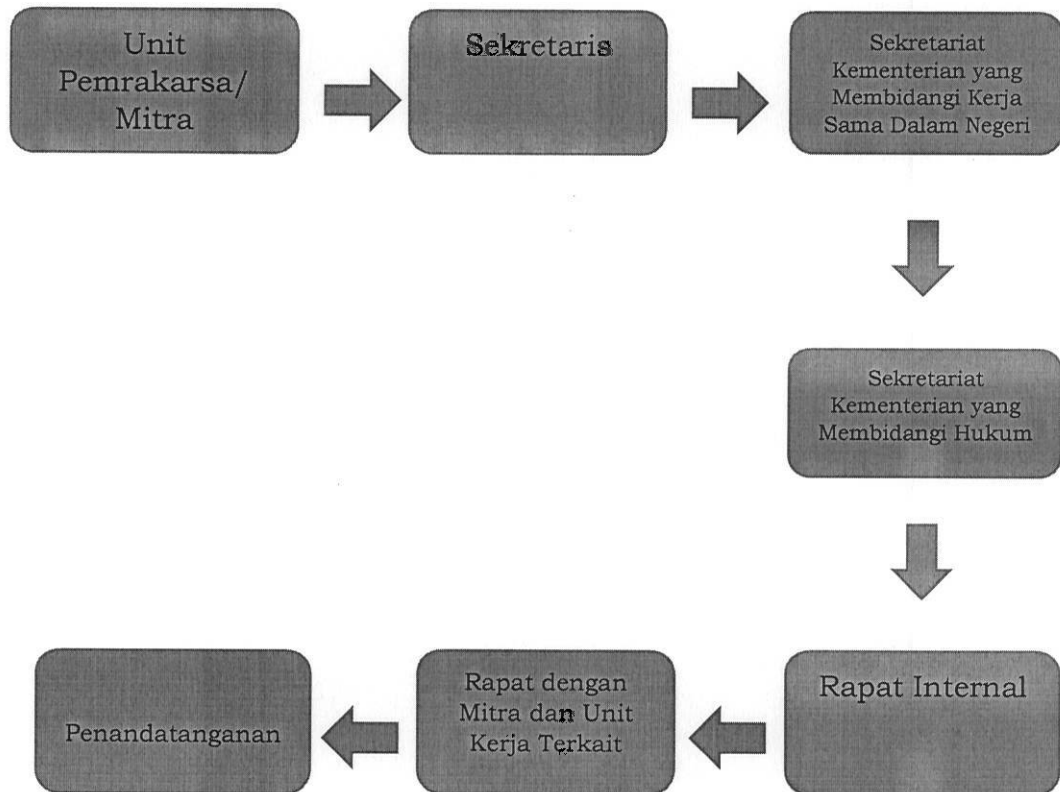 Unit
Pemrakarsa/
Mitra
Sekretaris
Sekretariat
Kementerian yang
Membidangi Kerja
Sama Dalam Negeri
Sekretariat
Kementerian yang
Membidangi Hukum
Rapat Internal
Rapat dengan
Mitra dan Unit
Kerja Terkait
Penandatanganan